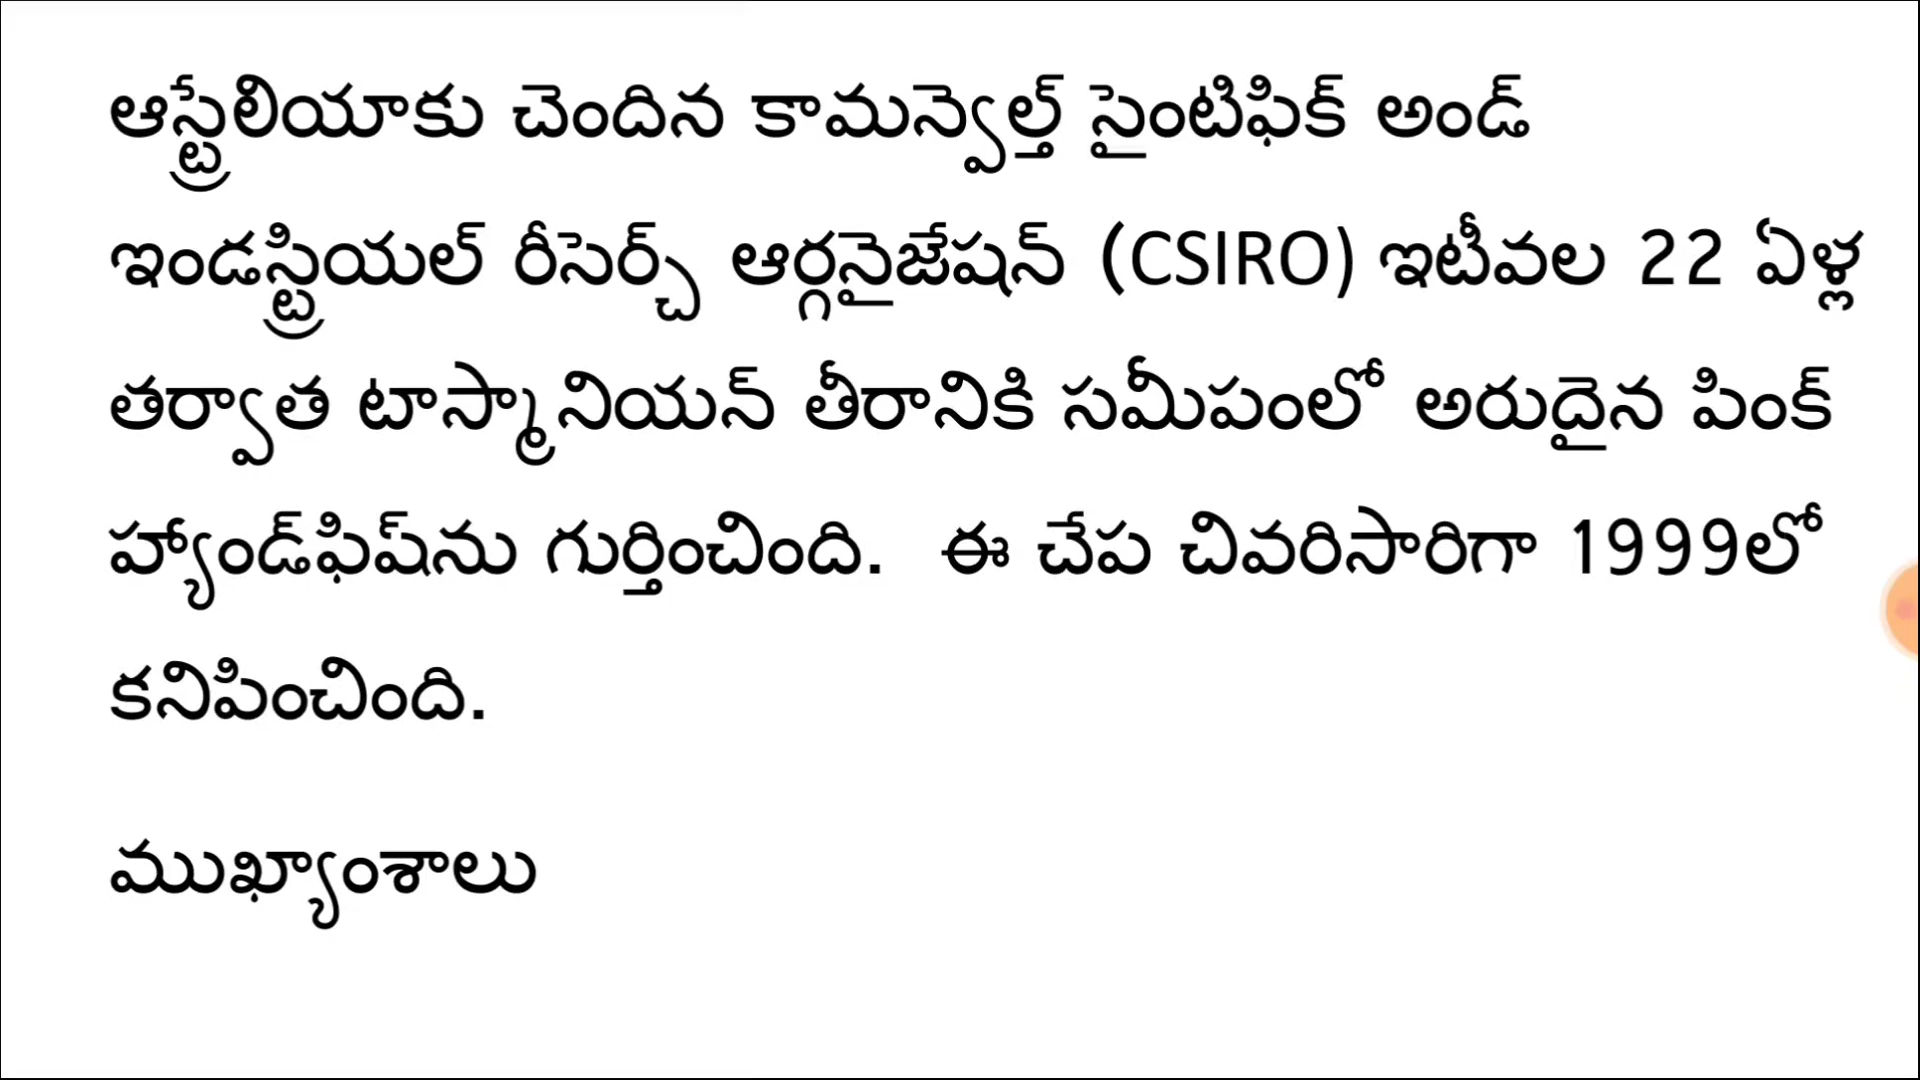 ఆస్ట్రేలియాకు చెందిన కామన్వెల్త్ సైంటిఫిక్ అండ్
ఇండస్ట్రియల్ రీసెర్చ్ ఆర్గనైజేషన్ (CSIRO) ఇటీవల 22 ఏళ్ల
తర్వాత టాస్మానియన్ తీరానికి సమీపంలో అరుదైన పింక్
హ్యాండ్‌ఫిష్‌ను గుర్తించింది. ఈ చేప చివరిసారిగా 1999లో
కనిపించింది.
ముఖ్యాంశాలు